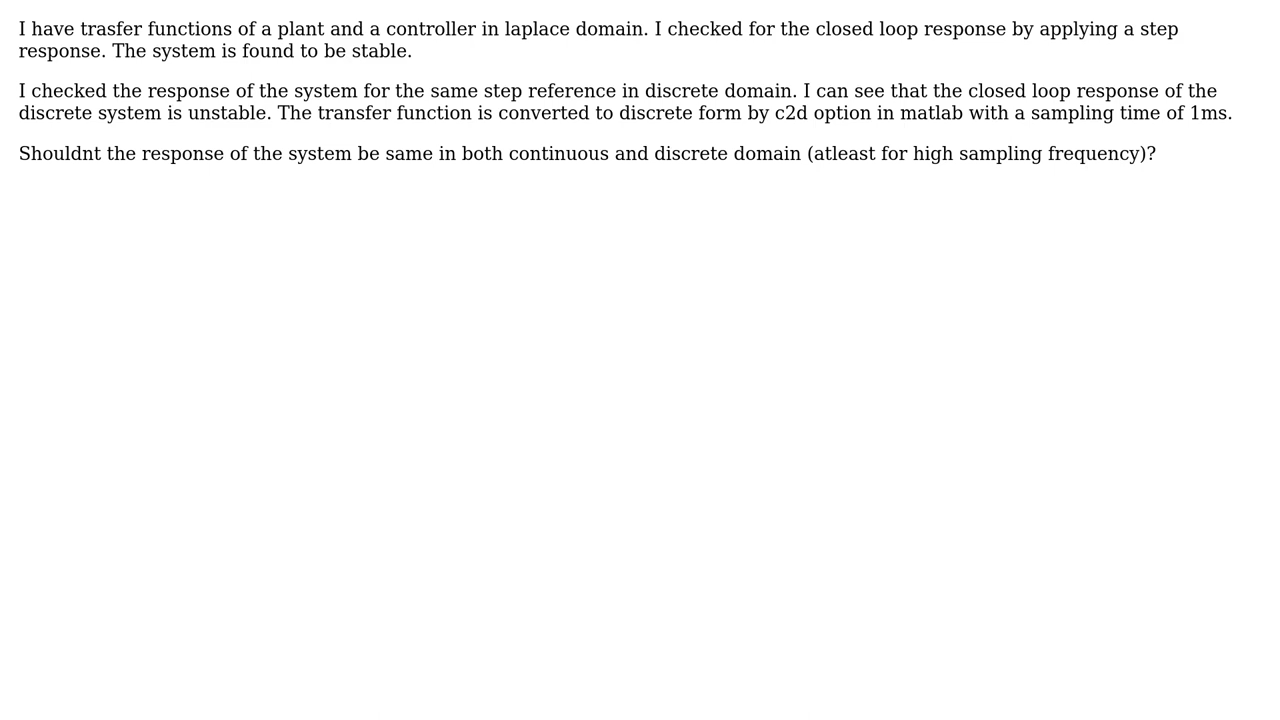 I have trasfer functions of a plant and a controller in laplace domain. I checked for the closed loop response by applying a step
response. The system is found to be stable.
I checked the response of the system for the same step reference in discrete domain. I can see that the closed loop response of the
discrete system is unstable. The transfer function is converted to discrete form by c2d option in matlab with a sampling time of 1ms.
Shouldnt the response of the system be same in both continuous and discrete domain (atleast for high sampling frequency)?